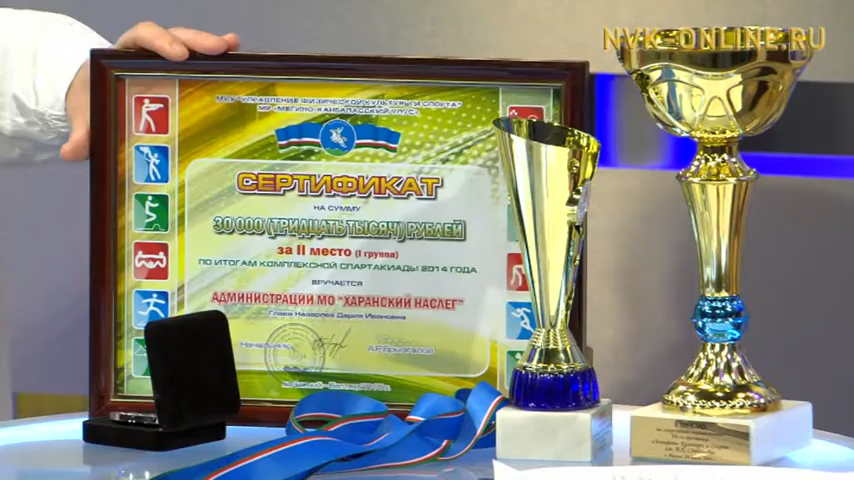 NVK-ONLINE.RU
МКУ "УПРАВЛЕНИЕ ФИЗИЧЕСКОЙ КУЛЬТУРЫ И СПОРТА"
МР "МЕГИНО-КАНГАЛАССКИЙ УЛУС"
СЕРТИФИКАТ
НА СУММУ
30 000 (ТРИДЦАТЬ ТЫСЯЧ) РУБЛЕЙ
за II место (I группа)
ПО ИТОГАМ КОМПЛЕКСНОЙ СПАРТАКИАДЫ 2014 ГОДА
ВРУЧАЕТСЯ
АДМИНИСТРАЦИИ МО "ХАРАНСКИЙ НАСЛЕГ"
Глава Назарова Дария Ивановна
Начальник